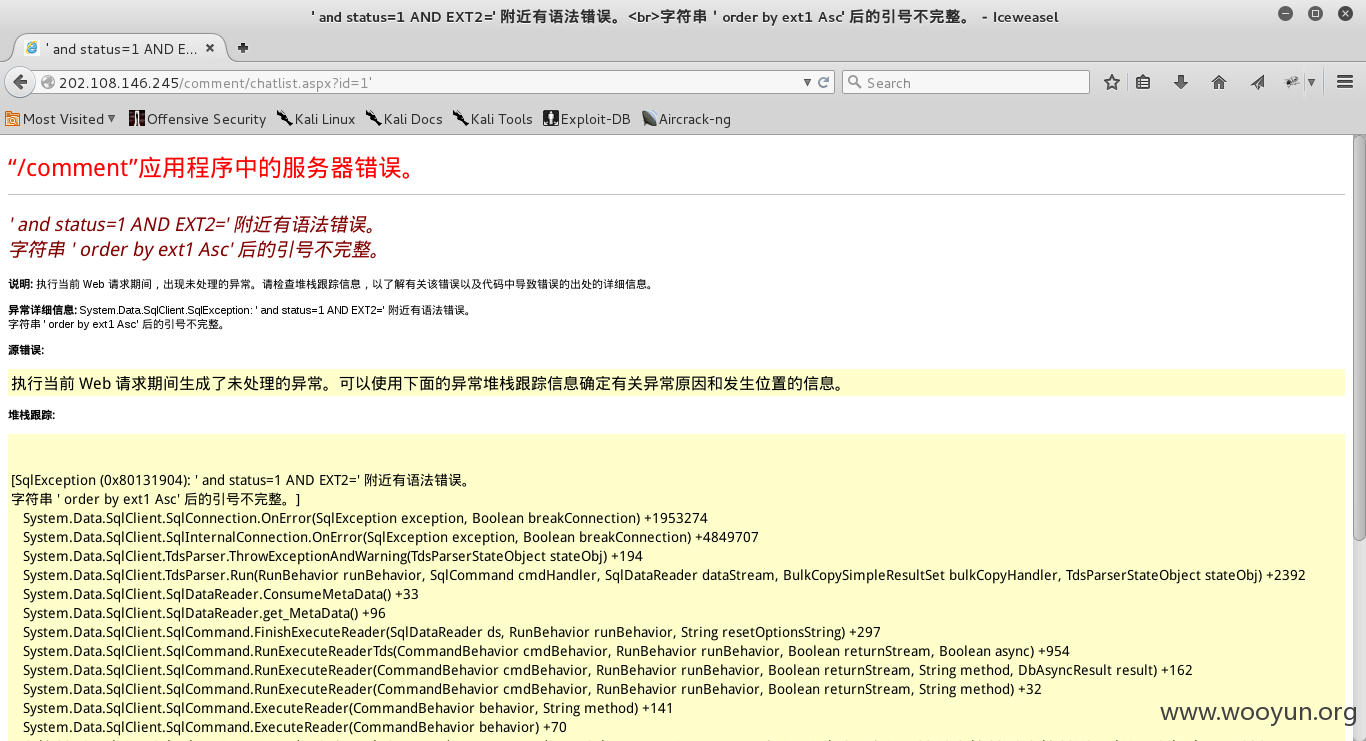 ' and status=1 AND EXT2=' 附近有语法错误。<br>字符串 ' order by ext1 Asc' 后的引号不完整。 - Iceweasel
' and status=1 AND E...
202.108.146.245/comment/chatlist.aspx?id=1'
Search
Most Visited
Offensive Security
Kali Linux
Kali Docs
Kali Tools
Exploit-DB
Aircrack-ng
“/comment”应用程序中的服务器错误。
' and status=1 AND EXT2=' 附近有语法错误。
字符串 ' order by ext1 Asc' 后的引号不完整。
说明: 执行当前 Web 请求期间，出现未处理的异常。请检查堆栈跟踪信息，以了解有关该错误以及代码中导致错误的出处的详细信息。
异常详细信息: System.Data.SqlClient.SqlException: ' and status=1 AND EXT2=' 附近有语法错误。
字符串 ' order by ext1 Asc' 后的引号不完整。
源错误:
执行当前 Web 请求期间生成了未处理的异常。可以使用下面的异常堆栈跟踪信息确定有关异常原因和发生位置的信息。
堆栈跟踪:
[SqlException (0x80131904): ' and status=1 AND EXT2=' 附近有语法错误。
字符串 ' order by ext1 Asc' 后的引号不完整。]
System.Data.SqlClient.SqlConnection.OnError(SqlException exception, Boolean breakConnection) +1953274
System.Data.SqlClient.SqlInternalConnection.OnError(SqlException exception, Boolean breakConnection) +4849707
System.Data.SqlClient.TdsParser.ThrowExceptionAndWarning(TdsParserStateObject stateObj) +194
System.Data.SqlClient.TdsParser.Run(RunBehavior runBehavior, SqlCommand cmdHandler, SqlDataReader dataStream, BulkCopySimpleResultSet bulkCopyHandler, TdsParserStateObject stateObj) +2392
System.Data.SqlClient.SqlDataReader.ConsumeMetaData() +33
System.Data.SqlClient.SqlDataReader.get_MetaData() +96
System.Data.SqlClient.SqlCommand.FinishExecuteReader(SqlDataReader ds, RunBehavior runBehavior, String resetOptionsString) +297
System.Data.SqlClient.SqlCommand.RunExecuteReaderTds(CommandBehavior cmdBehavior, RunBehavior runBehavior, Boolean returnStream, Boolean async) +954
System.Data.SqlClient.SqlCommand.RunExecuteReader(CommandBehavior cmdBehavior, RunBehavior runBehavior, Boolean returnStream, String method, DbAsyncResult result) +162
System.Data.SqlClient.SqlCommand.RunExecuteReader(CommandBehavior cmdBehavior, RunBehavior runBehavior, Boolean returnStream, String method) +32
System.Data.SqlClient.SqlCommand.ExecuteReader(CommandBehavior behavior, String method) +141
System.Data.SqlClient.SqlCommand.ExecuteReader(CommandBehavior behavior) +70
www.wooyun.org